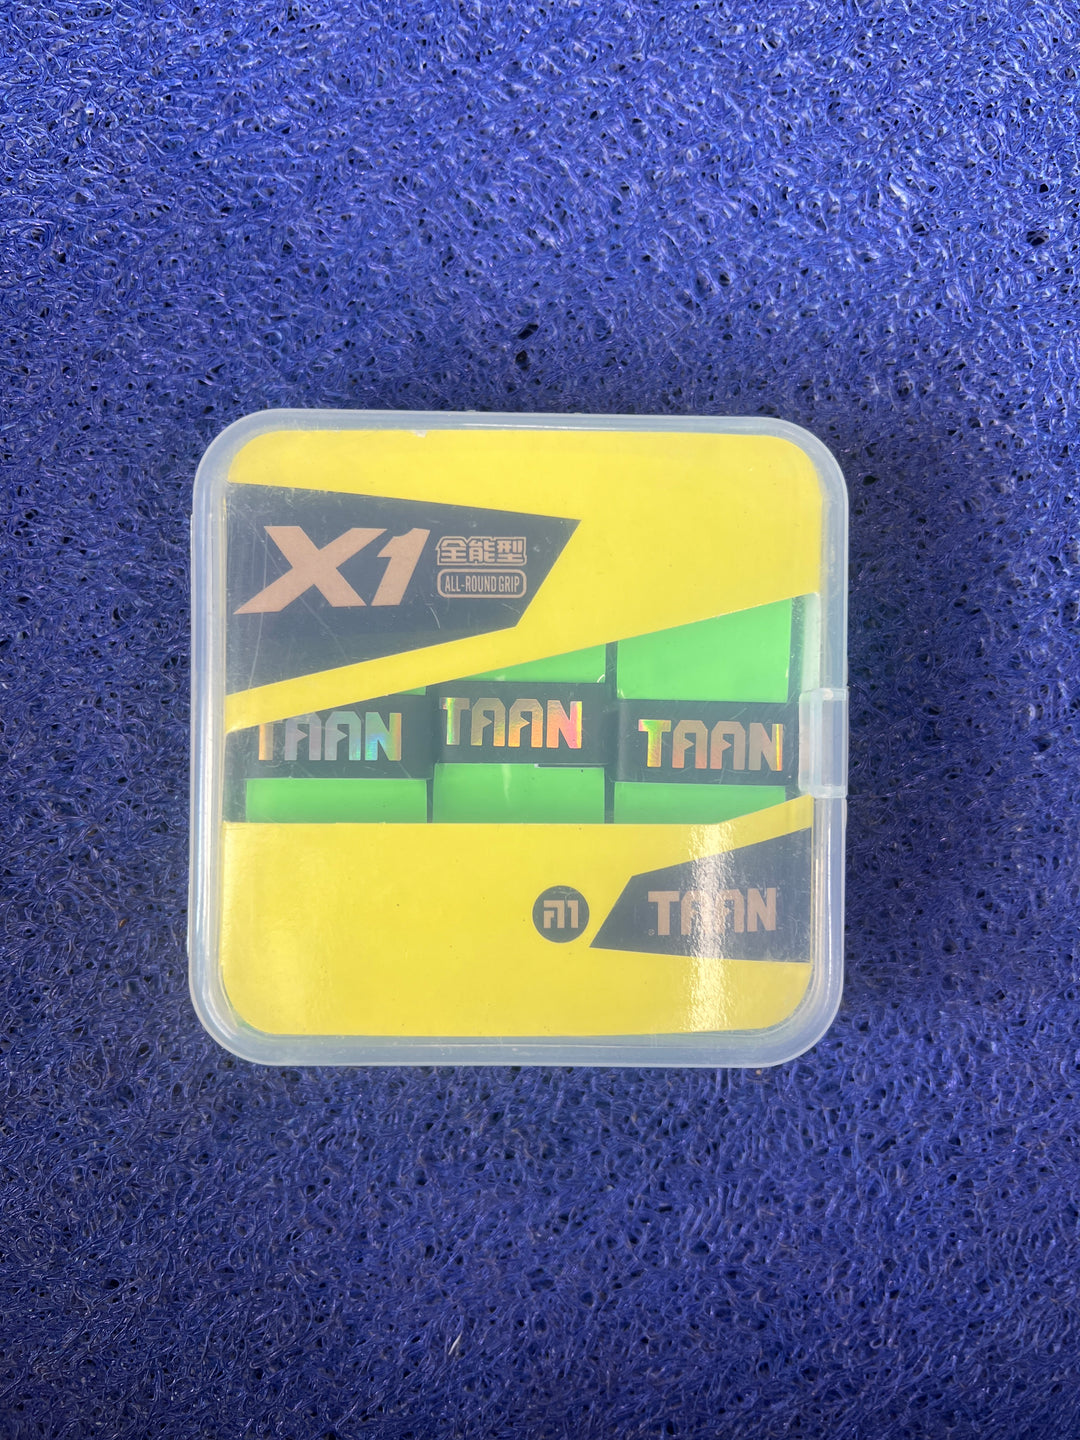 X1 全能型
ALL-ROUND GRIP
TAAN TAAN TAAN
TAAN